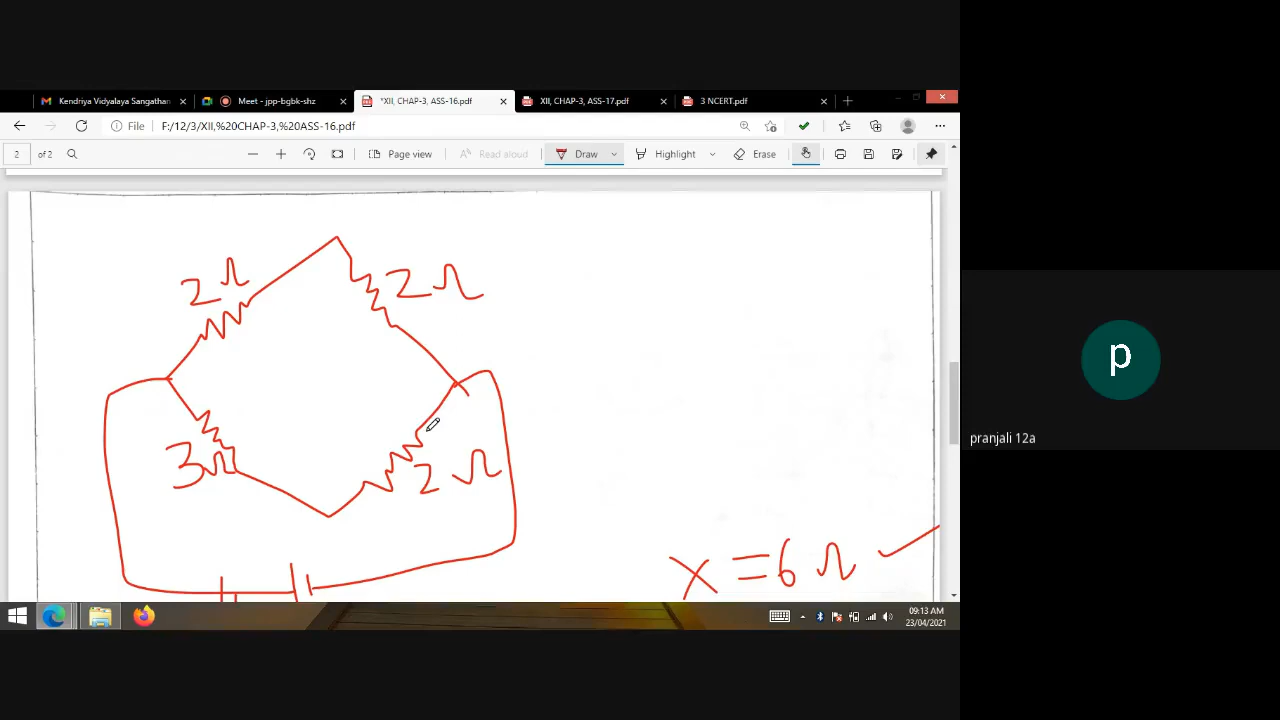 Kendriya Vidyalaya Sangathan
Meet - jpp-bgbk-shz
*XII, CHAP-3, ASS-16.pdf
XII, CHAP-3, ASS-17.pdf
3 NCERT.pdf
File
F:/12/3/XII,%20CHAP-3,%20ASS-16.pdf
2 of 2
Page view
Read aloud
Draw
Highlight
Erase
2 Ω
2 Ω
3Ω
2 Ω
x = 6 Ω
p
pranjali 12a
09:13 AM
23/04/2021